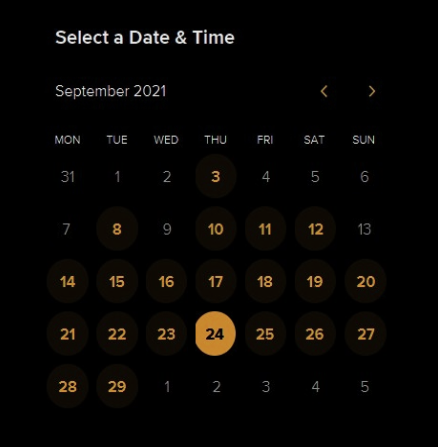 Select a Date & Time
September 2021
MON TUE WED THU FRI SAT SUN
31 1 2 3 4 5 6
7 8 9 10 11 12 13
14 15 16 17 18 19 20
21 22 23 24 25 26 27
28 29 1 2 3 4 5